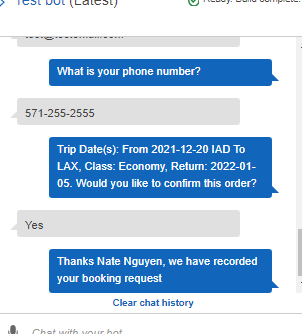 Test bot (Latest)
Ready. Build complete.
What is your phone number?
571-255-2555
Trip Date(s): From 2021-12-20 IAD To
LAX, Class: Economy, Return: 2022-01-
05. Would you like to confirm this order?
Yes
Thanks Nate Nguyen, we have recorded
your booking request
Clear chat history
Chat with your bot